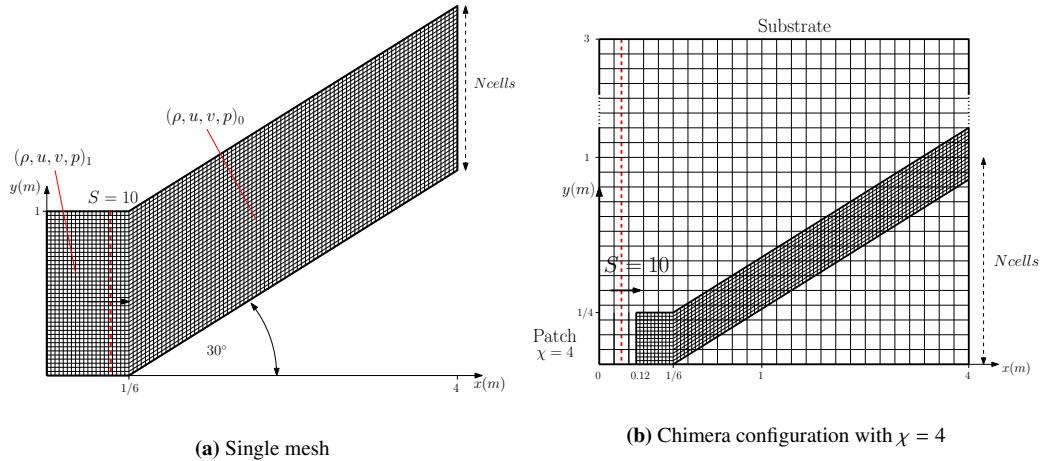 (ρ, u, v, p)₀
(ρ, u, v, p)₁
y(m)
S = 10
1
Ncells
30°
1/6
4
x(m)
(a) Single mesh
Substrate
3
1
y(m)
S = 10
1/4
Patch
χ = 4
Ncells
0
0.12
1/6
1
4
x(m)
(b) Chimera configuration with χ = 4